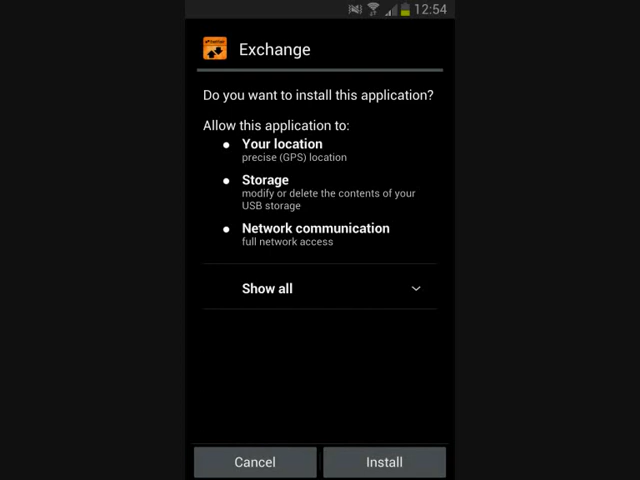 12:54
Exchange
Do you want to install this application?
Allow this application to:
Your location
precise (GPS) location
Storage
modify or delete the contents of your
USB storage
Network communication
full network access
Show all
Cancel
Install